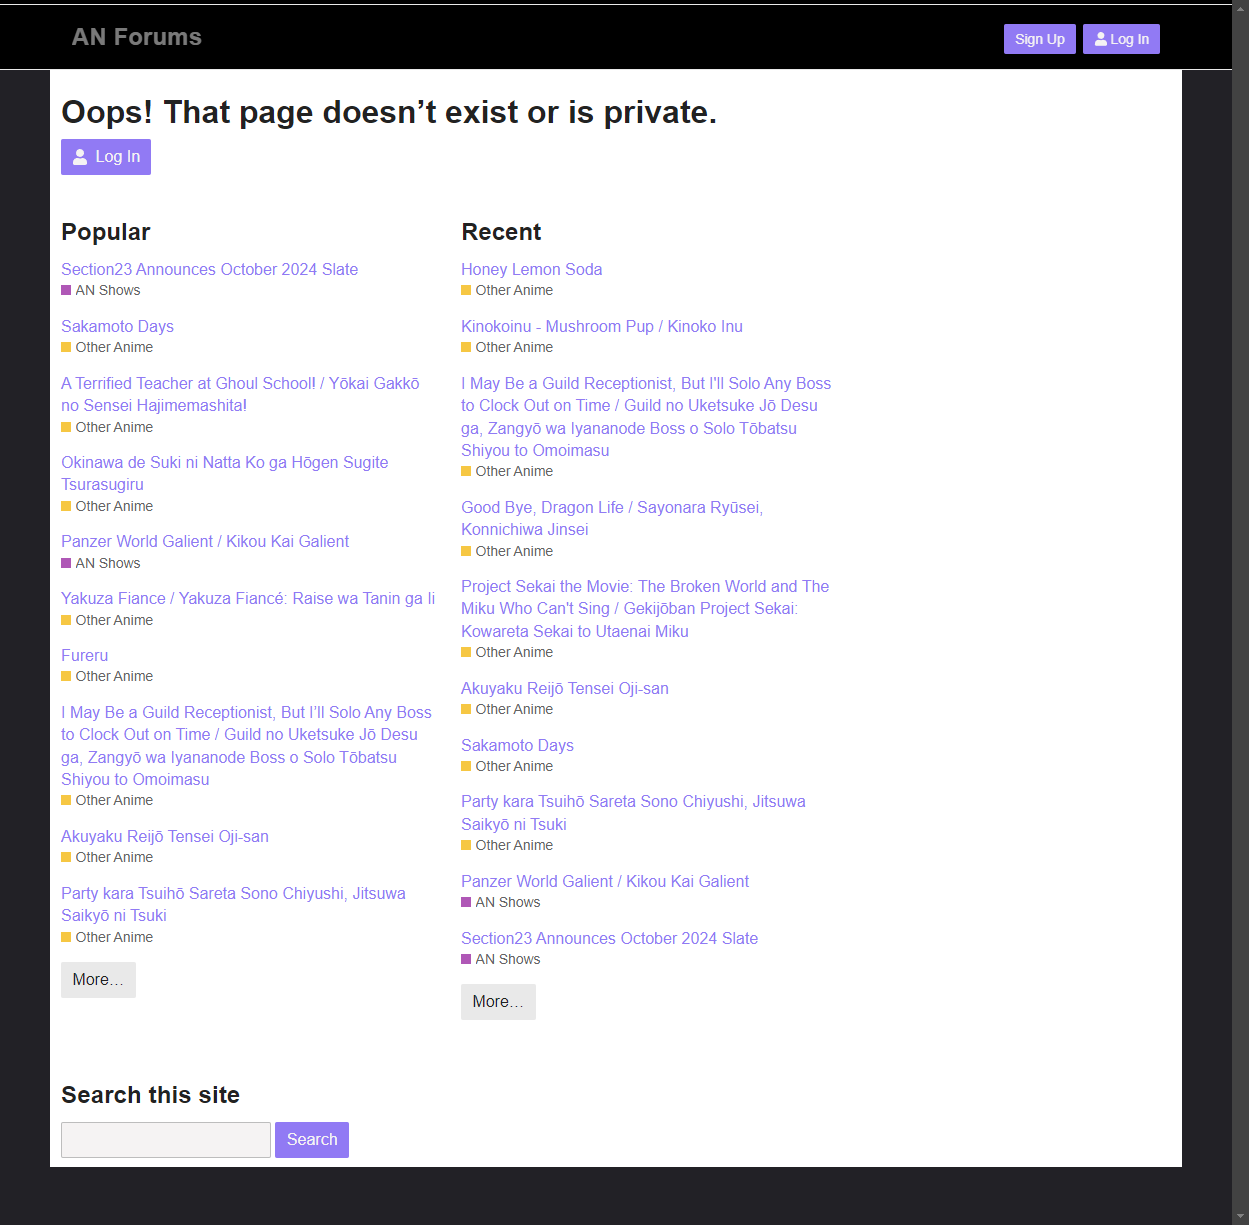 AN Forums
Sign Up
Log In
Oops! That page doesn’t exist or is private.
Log In
Popular
Section23 Announces October 2024 Slate
AN Shows
Sakamoto Days
Other Anime
A Terrified Teacher at Ghoul School! / Yōkai Gakkō
no Sensei Hajimemashita!
Other Anime
Okinawa de Suki ni Natta Ko ga Hōgen Sugite
Tsurasugiru
Other Anime
Panzer World Galient / Kikou Kai Galient
AN Shows
Yakuza Fiance / Yakuza Fiancé: Raise wa Tanin ga Ii
Other Anime
Fureru
Other Anime
I May Be a Guild Receptionist, But I’ll Solo Any Boss
to Clock Out on Time / Guild no Uketsuke Jō Desu
ga, Zangyō wa Iyananode Boss o Solo Tōbatsu
Shiyou to Omoimasu
Other Anime
Akuyaku Reijō Tensei Oji-san
Other Anime
Party kara Tsuihō Sareta Sono Chiyushi, Jitsuwa
Saikyō ni Tsuki
Other Anime
More…
Recent
Honey Lemon Soda
Other Anime
Kinokoinu - Mushroom Pup / Kinoko Inu
Other Anime
I May Be a Guild Receptionist, But I'll Solo Any Boss
to Clock Out on Time / Guild no Uketsuke Jō Desu
ga, Zangyō wa Iyananode Boss o Solo Tōbatsu
Shiyou to Omoimasu
Other Anime
Good Bye, Dragon Life / Sayonara Ryūsei,
Konnichiwa Jinsei
Other Anime
Project Sekai the Movie: The Broken World and The
Miku Who Can't Sing / Gekijōban Project Sekai:
Kowareta Sekai to Utaenai Miku
Other Anime
Akuyaku Reijō Tensei Oji-san
Other Anime
Sakamoto Days
Other Anime
Party kara Tsuihō Sareta Sono Chiyushi, Jitsuwa
Saikyō ni Tsuki
Other Anime
Panzer World Galient / Kikou Kai Galient
AN Shows
Section23 Announces October 2024 Slate
AN Shows
More…
Search this site
Search